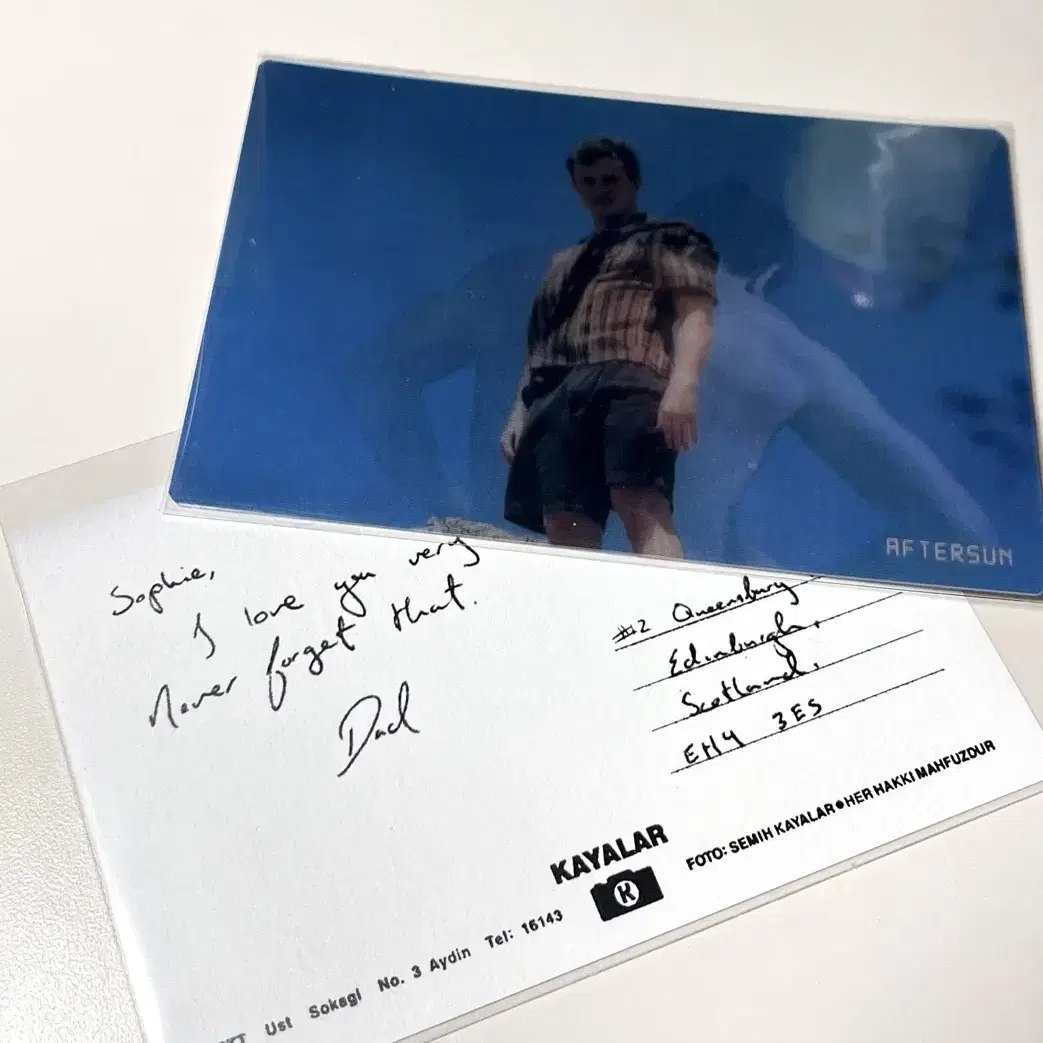 AFTERSUN
Sophie,
I love you very
Never forget that.
Dad
#2 Queensbury
Edinburgh,
Scotland,
EH4 3ES
KAYALAR
K
FOTO: SEMIH KAYALAR●HER HAKKI MAHFUZDUR
Ust Sokagi No. 3 Aydin Tel: 16143